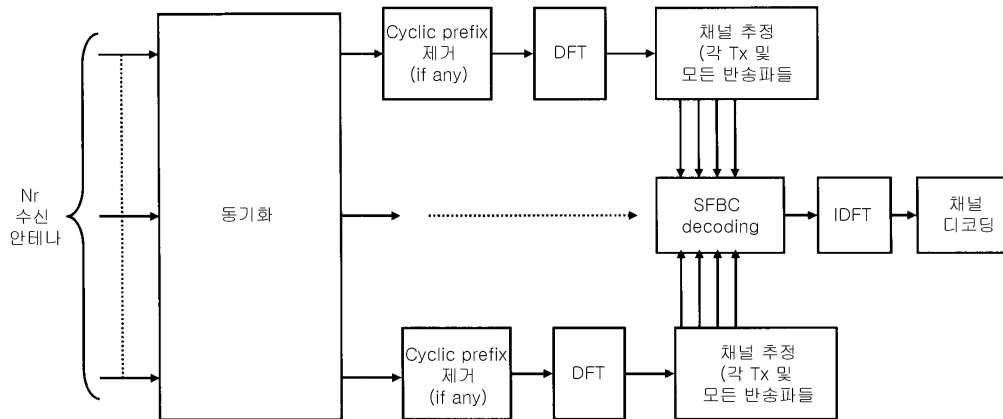 Cyclic prefix
제거
(if any)
DFT
채널 추정
(각 Tx 및
모든 반송파들
Nr
수신
안테나
동기화
SFBC
decoding
IDFT
채널
디코딩
Cyclic prefix
제거
(if any)
DFT
채널 추정
(각 Tx 및
모든 반송파들